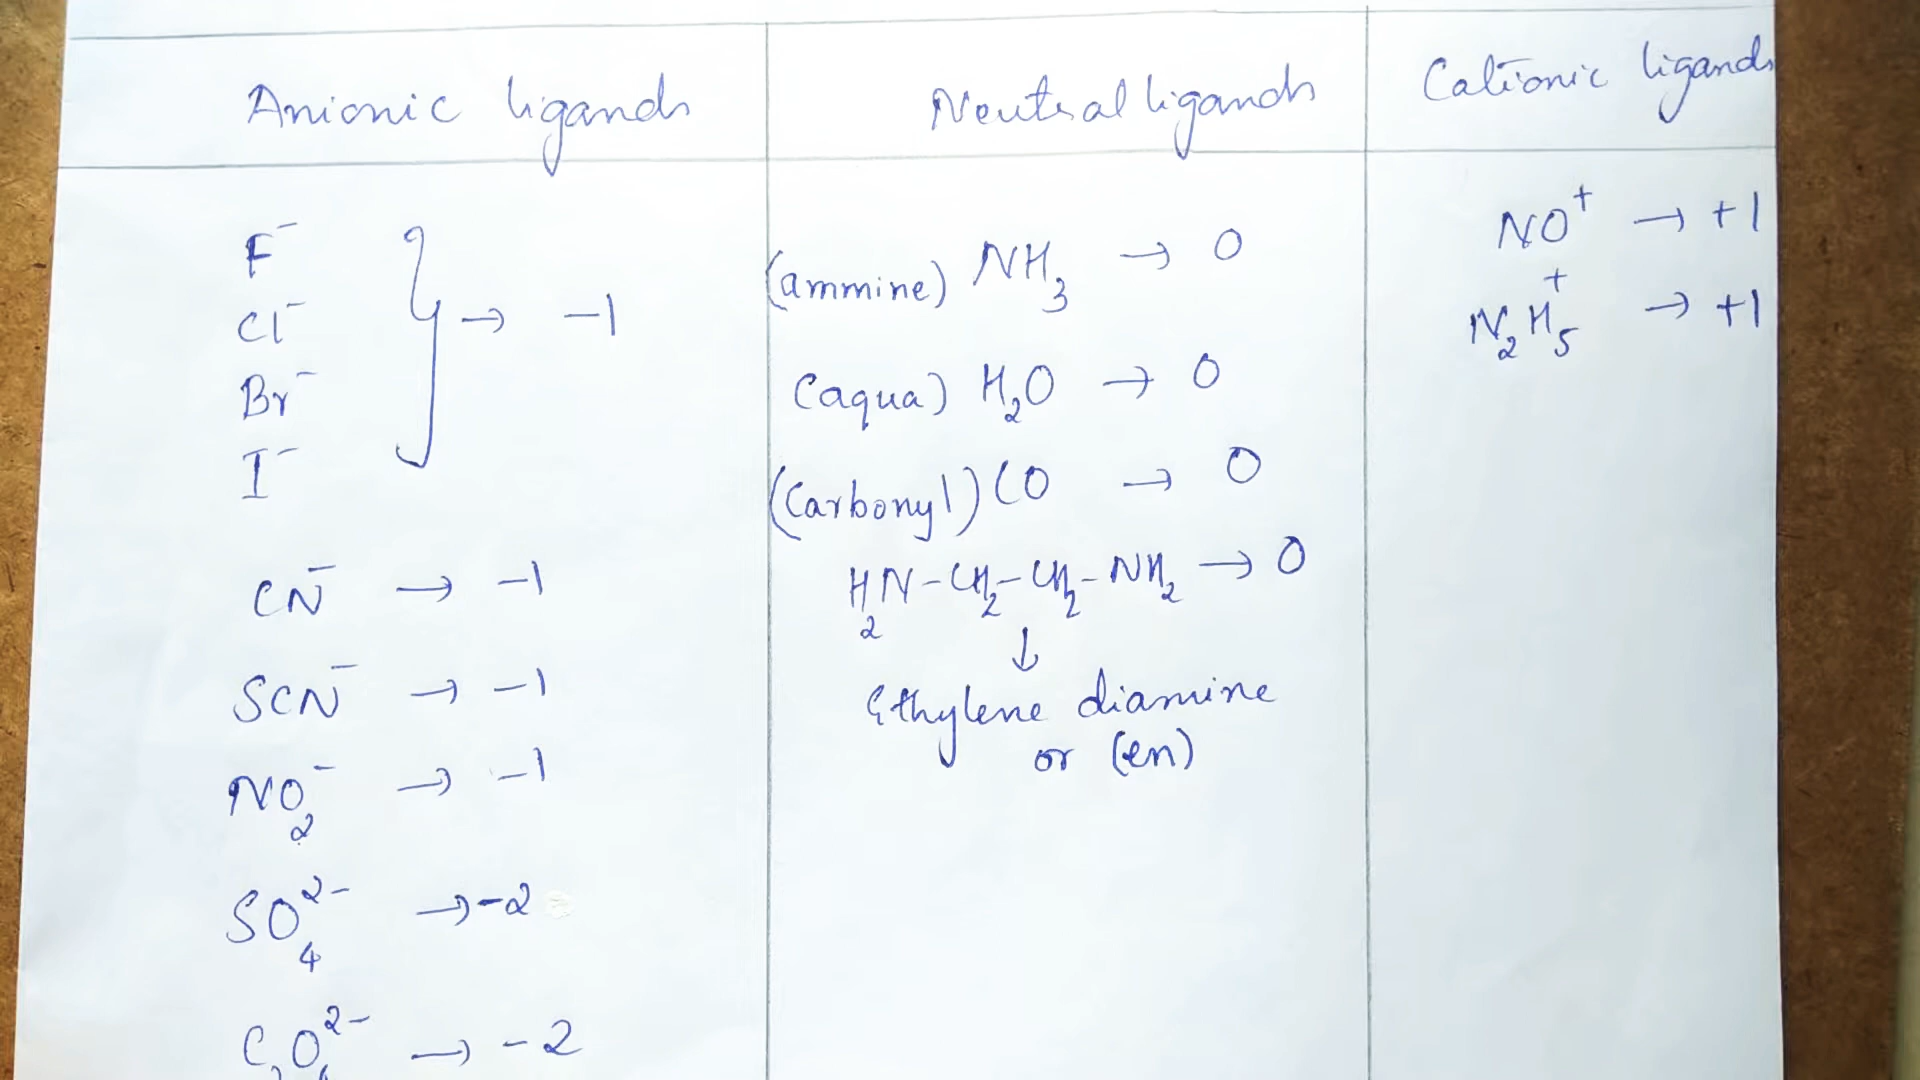 Anionic ligands
Neutral ligands
Cationic ligands
F⁻
Cl⁻
Br⁻
I⁻
→ -1
CN⁻ → -1
SCN⁻ → -1
NO₂⁻ → -1
SO₄²⁻ → -2
C₂O₄²⁻ → -2
(ammine) NH₃ → 0
(aqua) H₂O → 0
(Carbonyl) CO → 0
H₂N-CH₂-CH₂-NH₂ → 0
↓
Ethylene diamine
or (en)
NO⁺ → +1
N₂H₅⁺ → +1